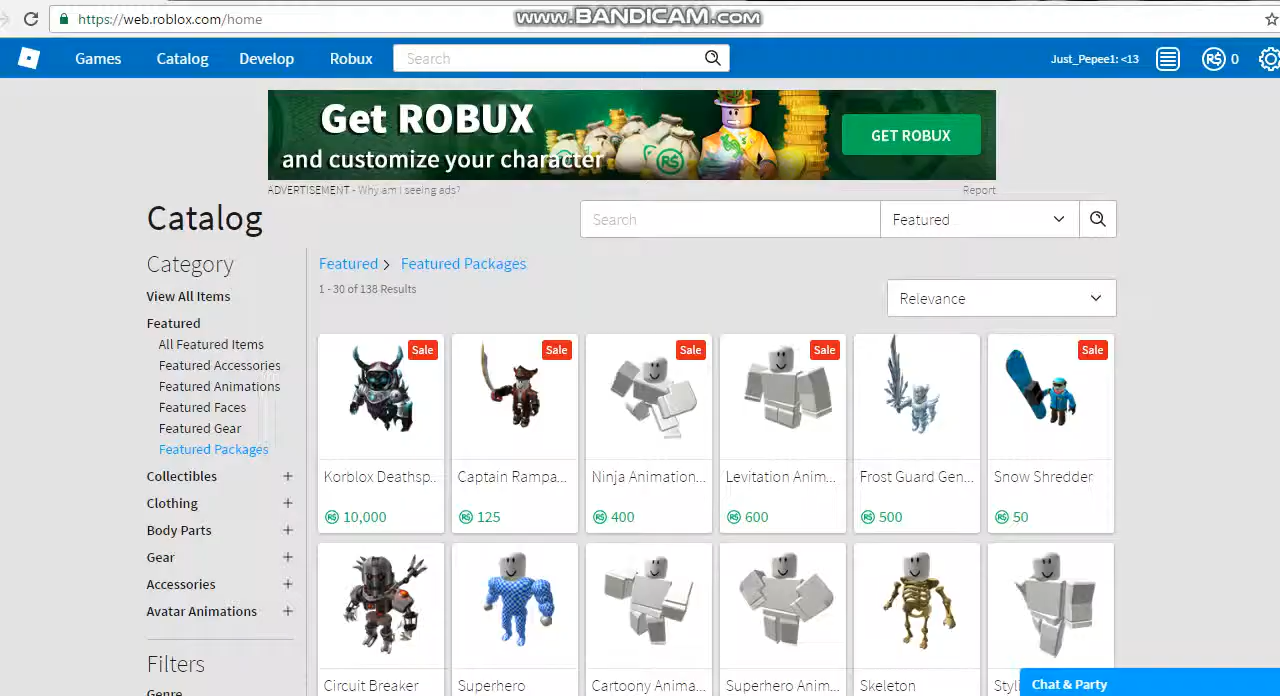 https://web.roblox.com/home
www.BANDICAM.com
Games Catalog Develop Robux Search Just_Pepee1: <13 R$ 0
Get ROBUX
and customize your character
R$
GET ROBUX
ADVERTISEMENT - Why am I seeing ads? Report
Catalog
Search Featured
Category
Featured Featured Packages
1 - 30 of 138 Results
Relevance
View All Items
Featured
All Featured Items
Featured Accessories
Featured Animations
Featured Faces
Featured Gear
Featured Packages
Collectibles +
Clothing +
Body Parts +
Gear +
Accessories +
Avatar Animations +
Filters
Genre
Sale Sale Sale Sale Sale
Korblox Deathsp... Captain Rampa... Ninja Animation... Levitation Anim... Frost Guard Gen... Snow Shredder
R$ 10,000 R$ 125 R$ 400 R$ 600 R$ 500 R$ 50
Circuit Breaker Superhero Cartoony Anima... Superhero Anim... Skeleton
Chat & Party